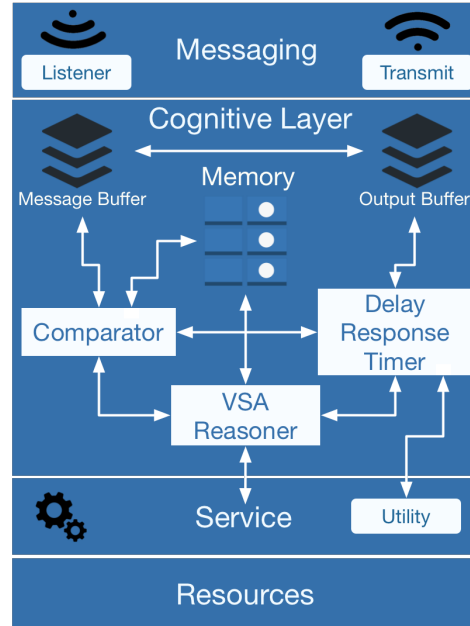 Messaging
Listener
Transmit
Cognitive Layer
Message Buffer
Memory
Output Buffer
Comparator
Delay
Response
Timer
VSA
Reasoner
Service
Utility
Resources